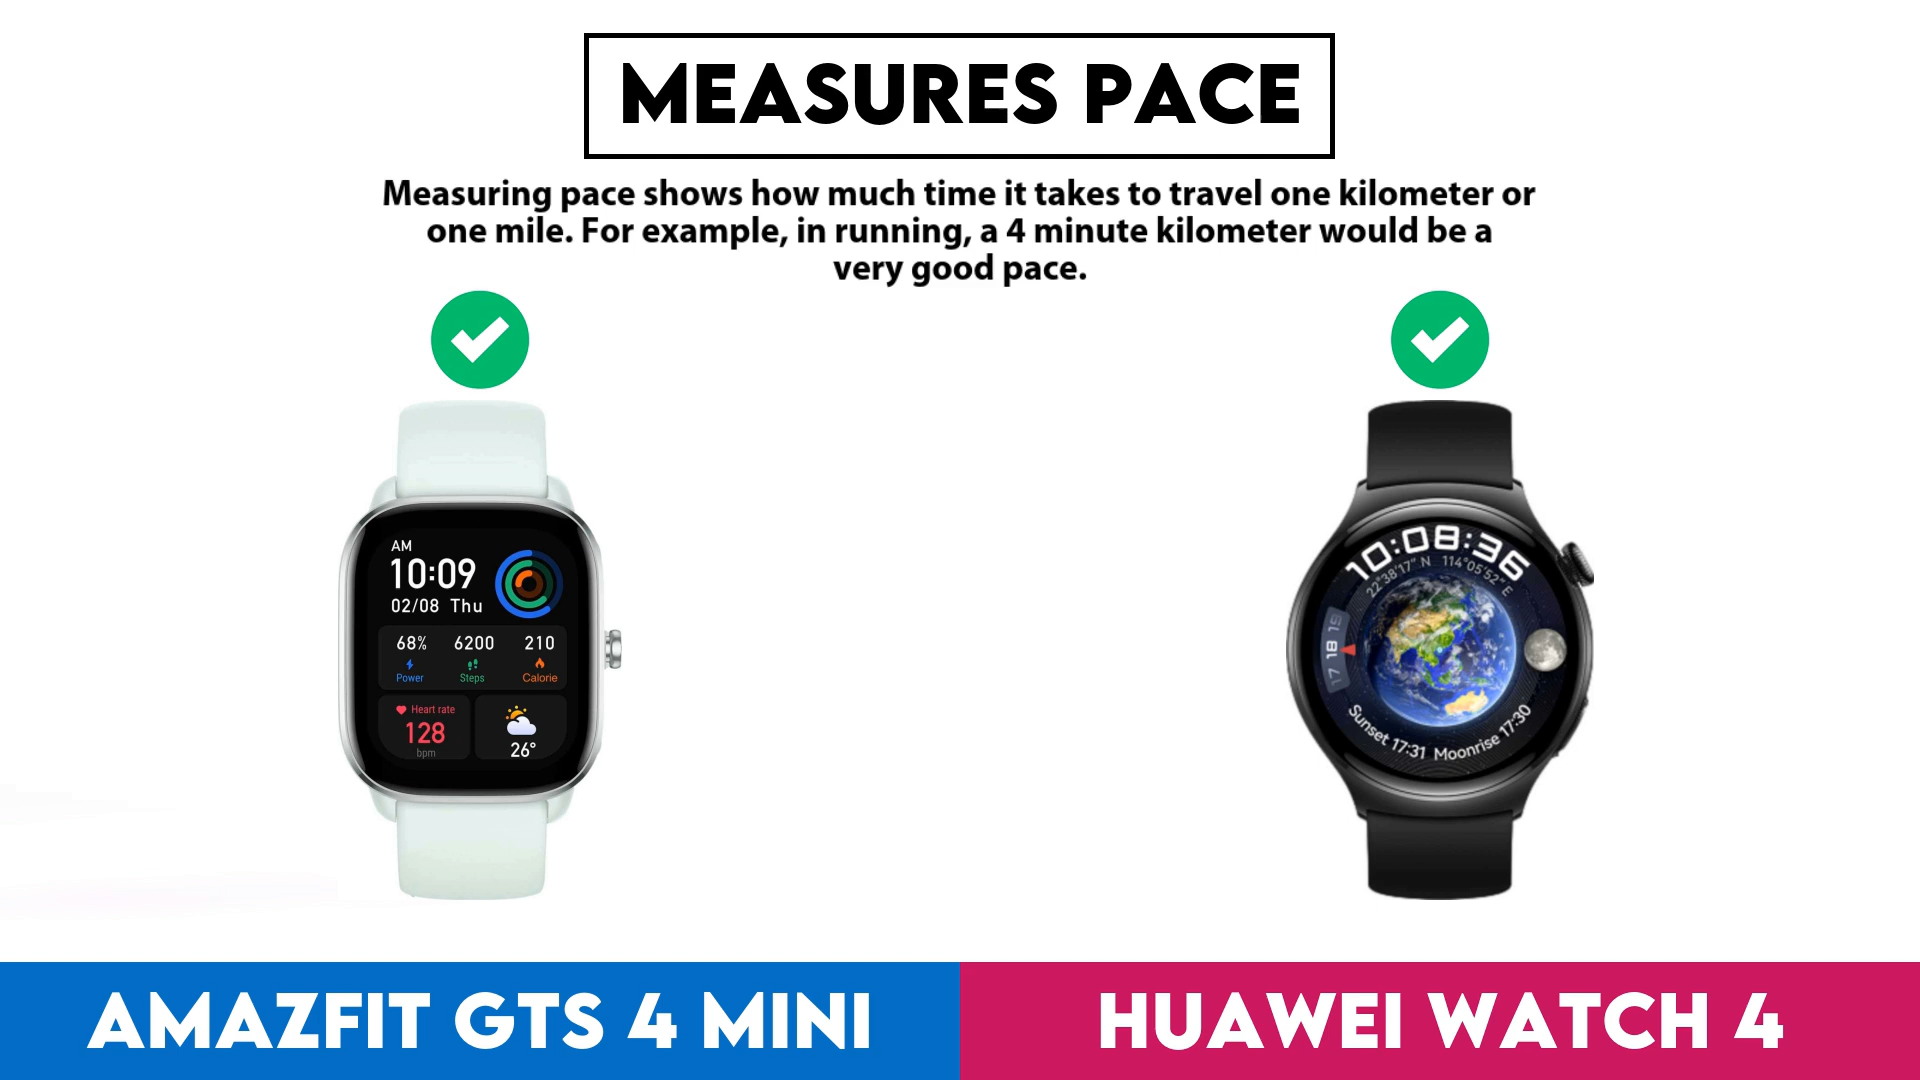 MEASURES PACE
Measuring pace shows how much time it takes to travel one kilometer or
one mile. For example, in running, a 4 minute kilometer would be a
very good pace.
AM
10:09
02/08 Thu
68% 6200 210
Power Steps Calorie
Heart rate
128
bpm
26°
10:08:36
22°38'17" N 114°05'52" E
17 18 19
Sunset 17:31 Moonrise 17:30
AMAZFIT GTS 4 MINI
HUAWEI WATCH 4